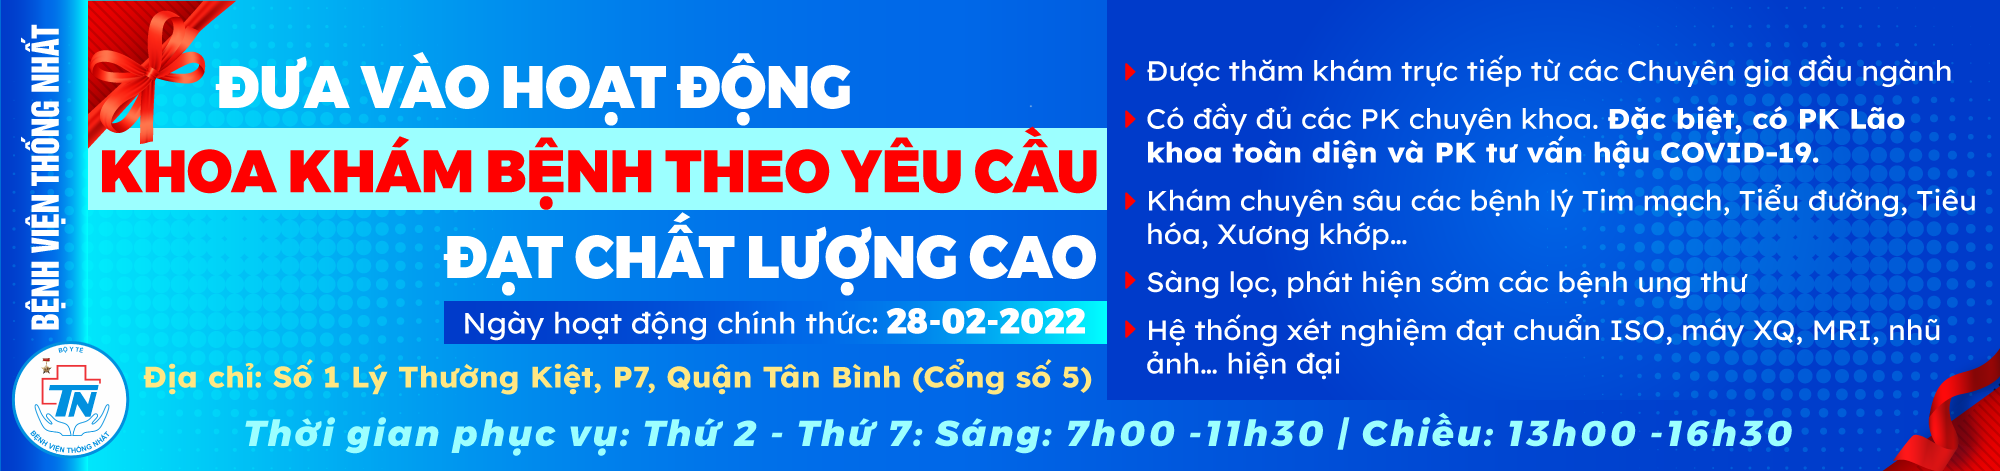 BỆNH VIỆN THỐNG NHẤT
ĐƯA VÀO HOẠT ĐỘNG
KHOA KHÁM BỆNH THEO YÊU CẦU
ĐẠT CHẤT LƯỢNG CAO
Ngày hoạt động chính thức: 28-02-2022
Địa chỉ: Số 1 Lý Thường Kiệt, P7, Quận Tân Bình (Cổng số 5)
Được thăm khám trực tiếp từ các Chuyên gia đầu ngành
Có đầy đủ các PK chuyên khoa. Đặc biệt, có PK Lão
khoa toàn diện và PK tư vấn hậu COVID-19.
Khám chuyên sâu các bệnh lý Tim mạch, Tiểu đường, Tiêu
hóa, Xương khớp...
Sàng lọc, phát hiện sớm các bệnh ung thư
Hệ thống xét nghiệm đạt chuẩn ISO, máy XQ, MRI, nhũ
ảnh... hiện đại
BỘ Y TẾ
TN
BỆNH VIỆN THỐNG NHẤT
Thời gian phục vụ: Thứ 2 - Thứ 7: Sáng: 7h00 -11h30 | Chiều: 13h00 -16h30